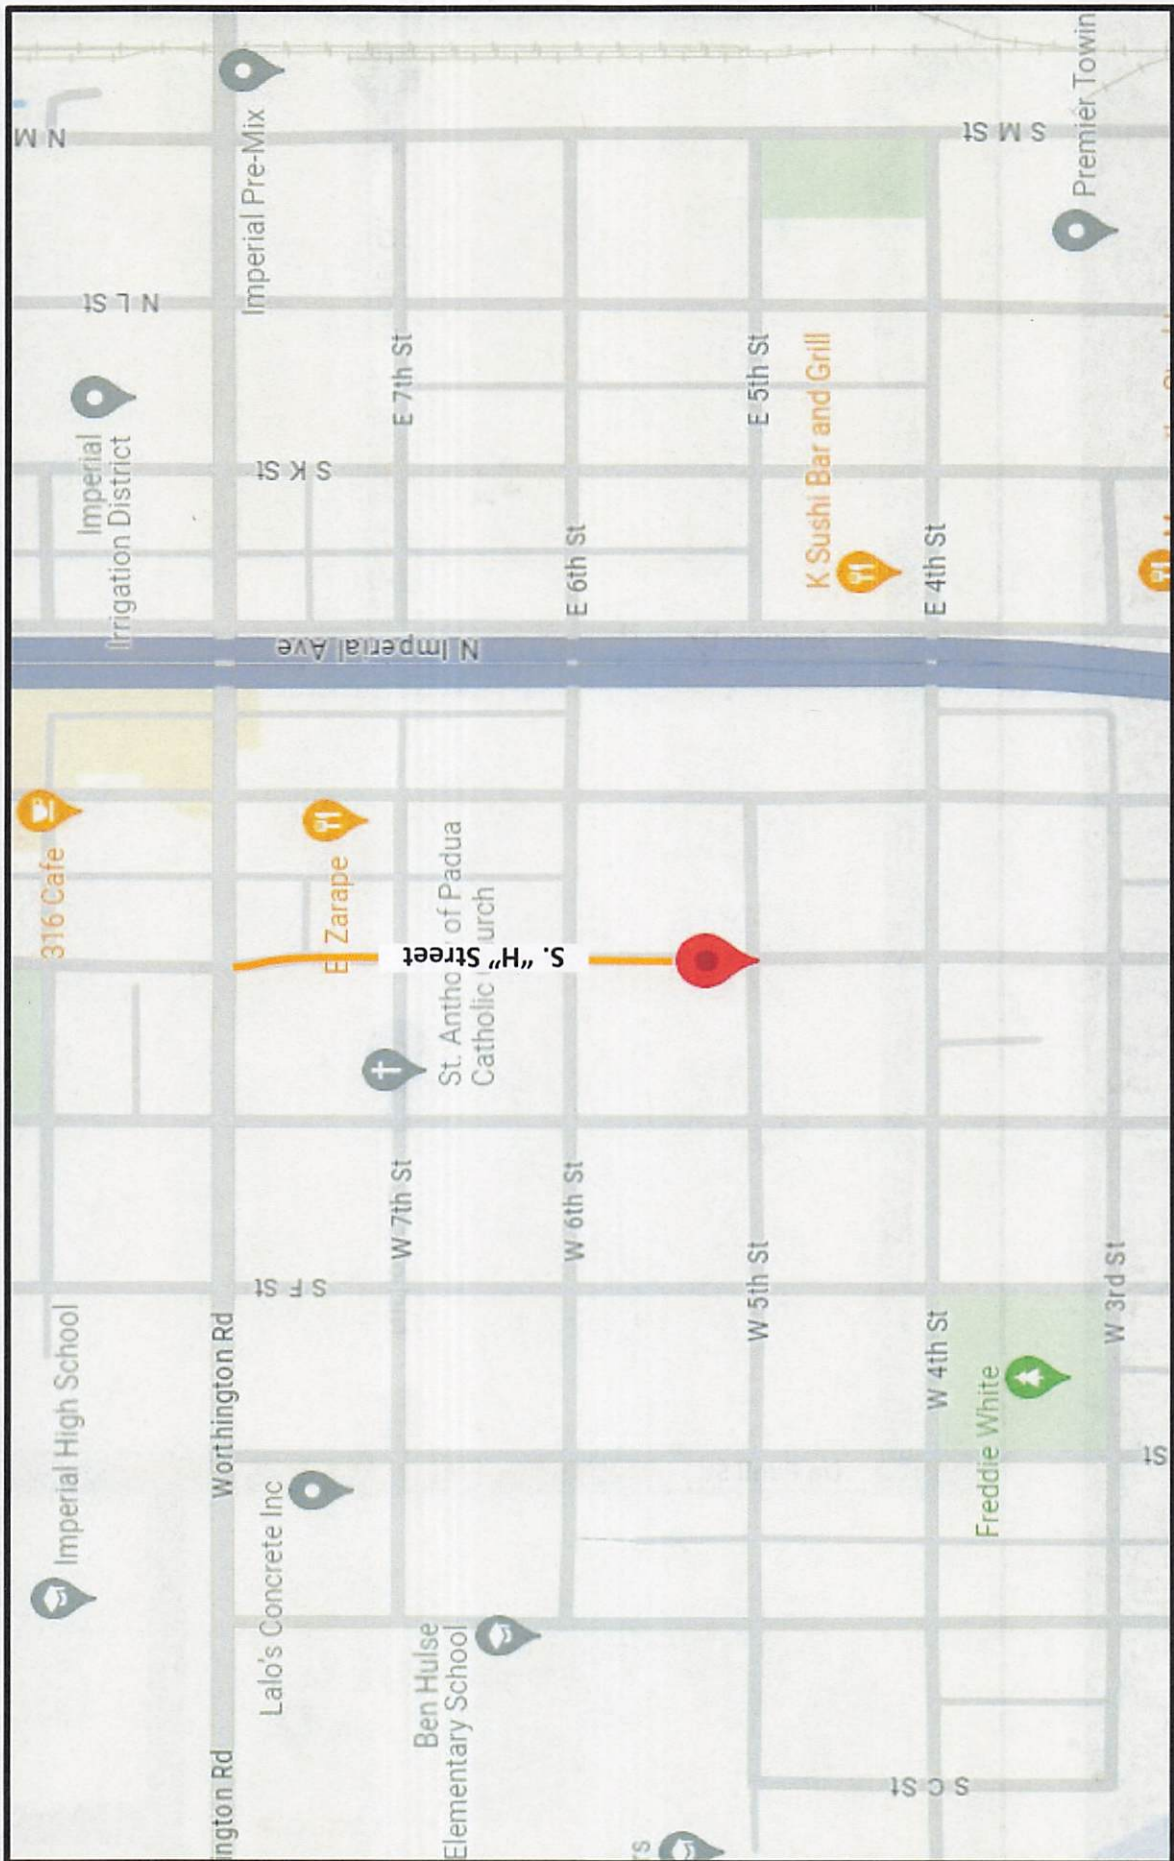 N M
Imperial Pre-Mix
S M St
Premier Towin
N L St
Imperial
Irrigation District
S K St
E 7th St
E 5th St
K Sushi Bar and Grill
E 6th St
E 4th St
N Imperial Ave
316 Cafe
Zarape
St. Antho of Padua
Catholic urch
S. "H" Street
W 7th St
W 6th St
W 5th St
W 4th St
W 3rd St
S F St
Imperial High School
Worthington Rd
Lalo's Concrete Inc
Freddie White
St
Ben Hulse
Elementary School
ington Rd
S C St
rs